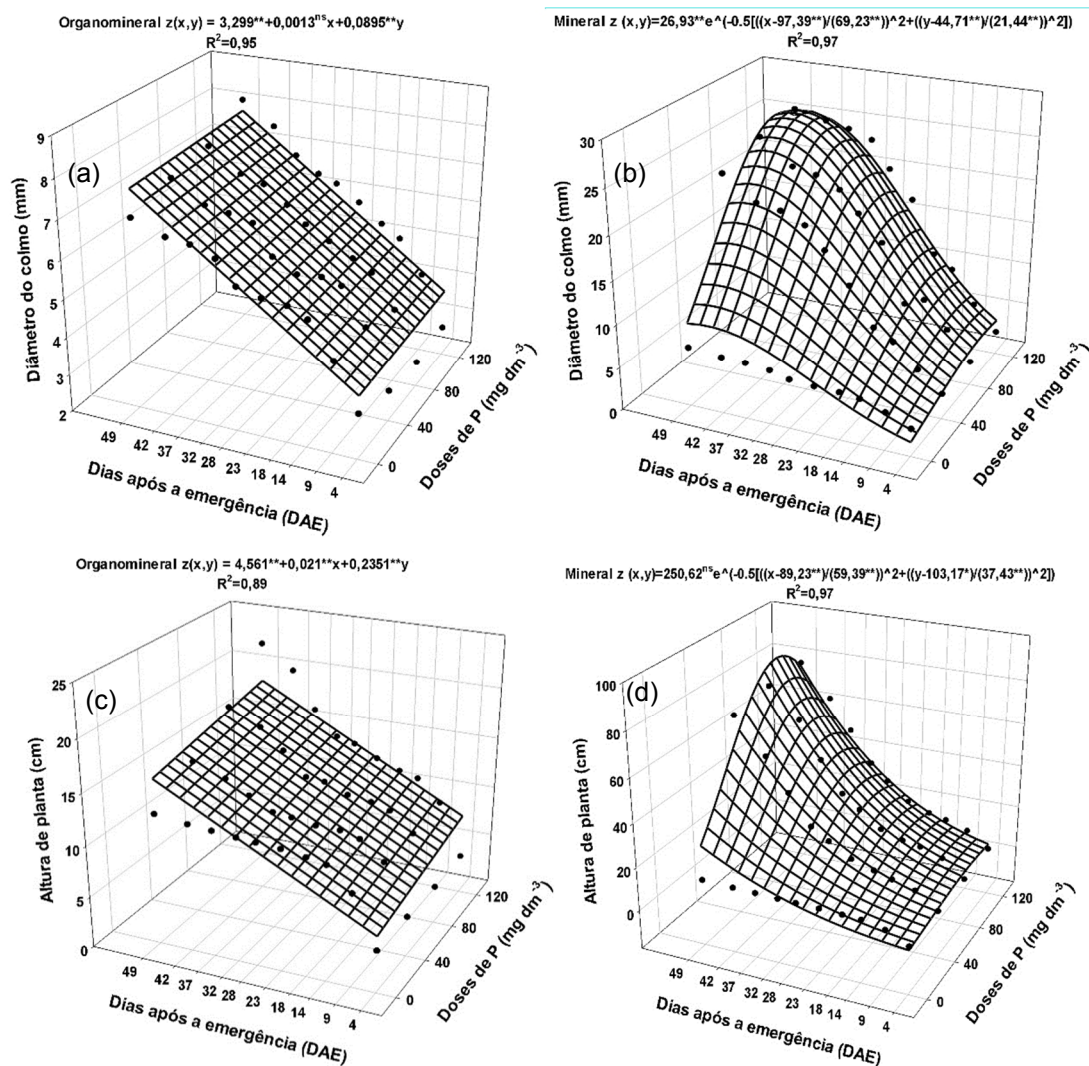 Organomineral z(x,y) = 3,299**+0,0013ⁿˢx+0,0895**y
R²=0,95
(a)
Diâmetro do colmo (mm)
9
8
7
6
5
4
3
2
49 42 37 32 28 23 18 14 9 4
Dias após a emergência (DAE)
0
40
80
120
Doses de P (mg dm⁻³)
Mineral z (x,y)=26,93**e^(-0.5[((x-97,39**)/(69,23**))^2+((y-44,71**)/(21,44**))^2])
R²=0,97
(b)
Diâmetro do colmo (mm)
30
25
20
15
10
5
0
49 42 37 32 28 23 18 14 9 4
Dias após a emergência (DAE)
0
40
80
120
Doses de P (mg dm⁻³)
Organomineral z(x,y) = 4,561**+0,021**x+0,2351**y
R²=0,89
(c)
Altura de planta (cm)
25
20
15
10
5
0
49 42 37 32 28 23 18 14 9 4
Dias após a emergência (DAE)
0
40
80
120
Doses de P (mg dm⁻³)
Mineral z (x,y)=250,62ⁿˢe^(-0.5[((x-89,23**)/(59,39**))^2+((y-103,17*)/(37,43**))^2])
R²=0,97
(d)
Altura de planta (cm)
100
80
60
40
20
0
49 42 37 32 28 23 18 14 9 4
Dias após a emergência (DAE)
0
40
80
120
Doses de P (mg dm⁻³)